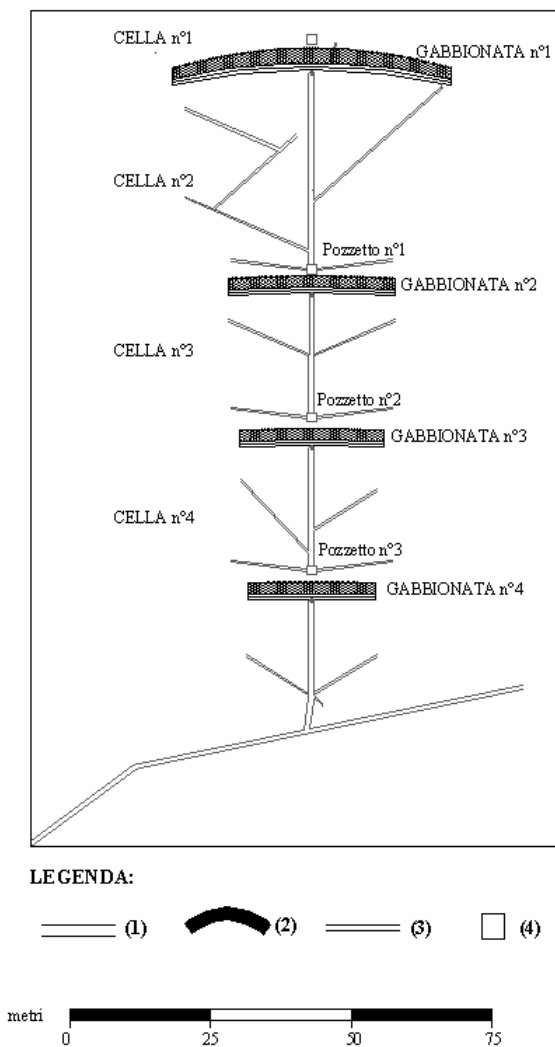 CELLA n°1
GABBIONATA n°1
CELLA n°2
Pozzetto n°1
GABBIONATA n°2
CELLA n°3
Pozzetto n°2
GABBIONATA n°3
CELLA n°4
Pozzetto n°3
GABBIONATA n°4
LEGENDA:
(1) (2) (3) (4)
metri
0 25 50 75